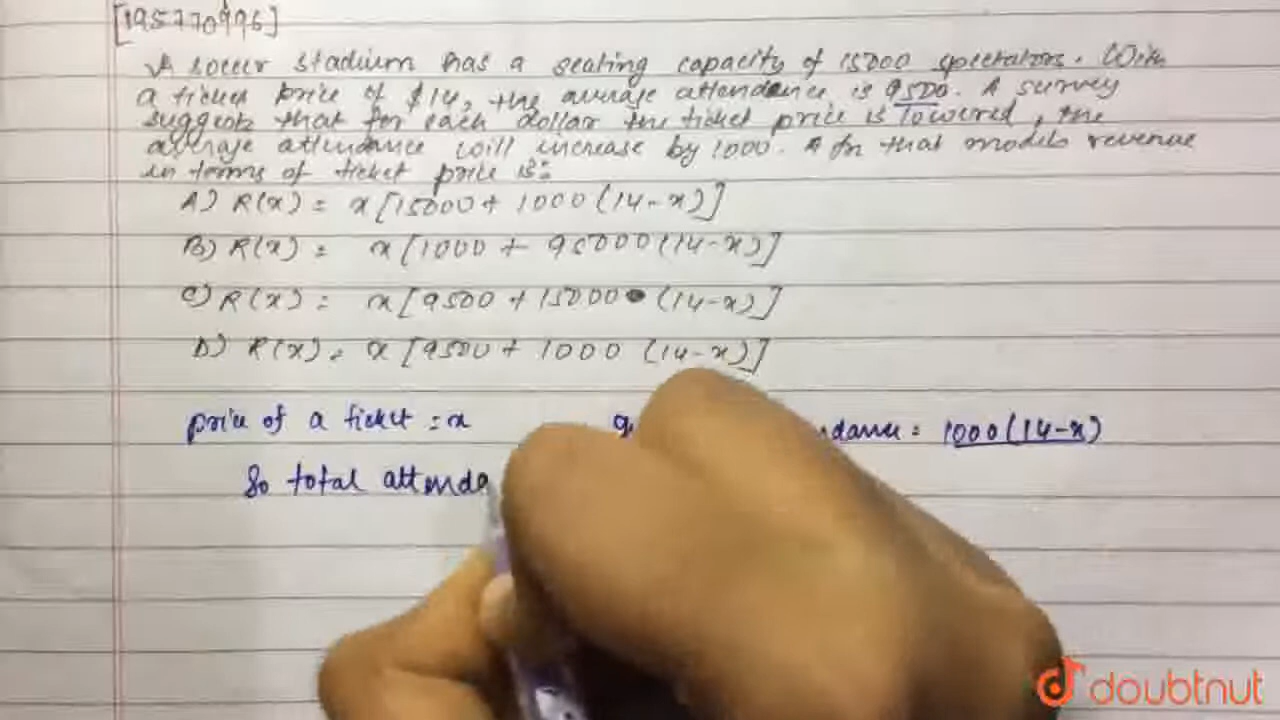 [195770996]
A soccer stadium has a seating capacity of 15000 spectators. With
a ticket price of $14, the average attendance is 9500. A survey
suggests that for each dollar the ticket price is lowered, the
average attendance will increase by 1000. A fn that models revenue
in terms of ticket price is:
A) R(x) = x[15000 + 1000(14-x)]
B) R(x) = x[1000 + 95000(14-x)]
C) R(x) = x[9500 + 15000 (14-x)]
D) R(x) = x[9500 + 1000 (14-x)]
price of a ticket = x = 1000(14-x)
So total attenda
doubtnut